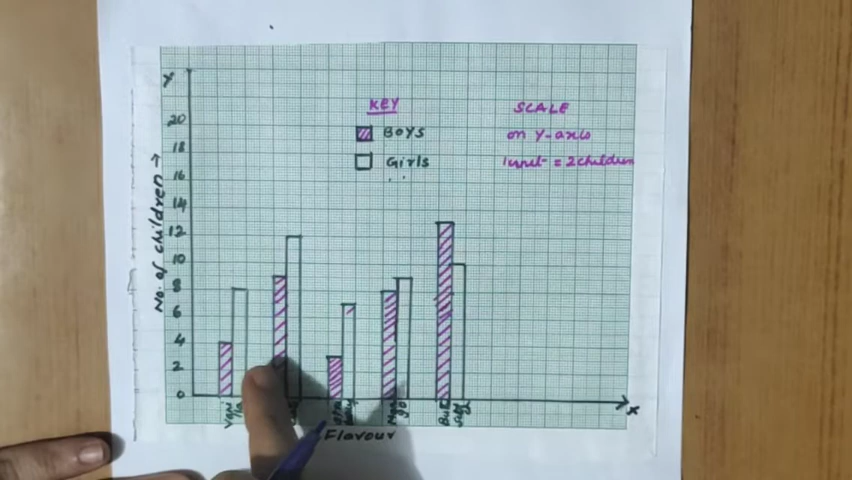 Y
KEY
SCALE
Boys
on Y-axis
Girls
1 unit = 2 children
No. of children →
20
18
16
14
12
10
8
6
4
2
0
X
Flavour